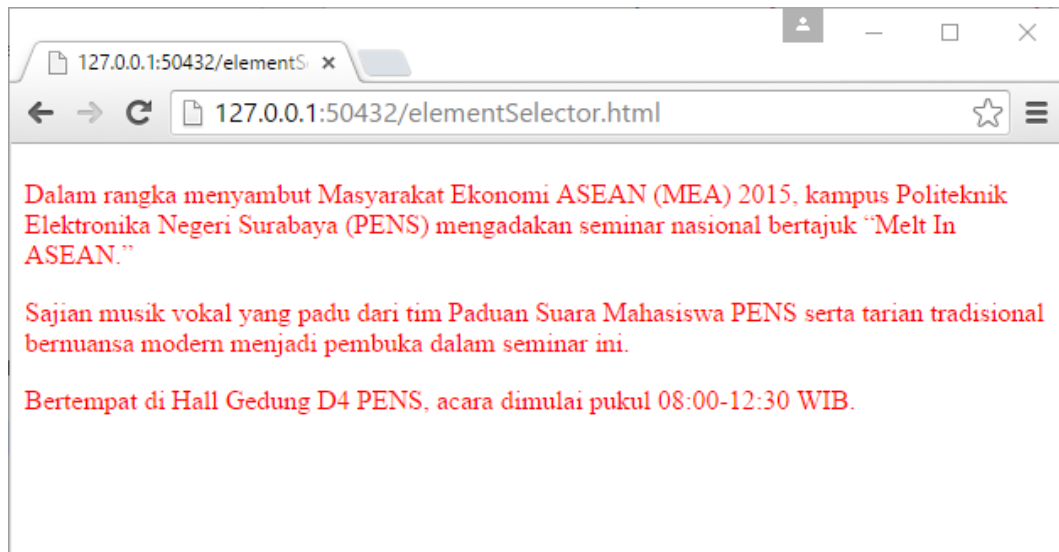 127.0.0.1:50432/elementS
127.0.0.1:50432/elementSelector.html
Dalam rangka menyambut Masyarakat Ekonomi ASEAN (MEA) 2015, kampus Politeknik
Elektronika Negeri Surabaya (PENS) mengadakan seminar nasional bertajuk “Melt In
ASEAN.”
Sajian musik vokal yang padu dari tim Paduan Suara Mahasiswa PENS serta tarian tradisional
bernuansa modern menjadi pembuka dalam seminar ini.
Bertempat di Hall Gedung D4 PENS, acara dimulai pukul 08:00-12:30 WIB.